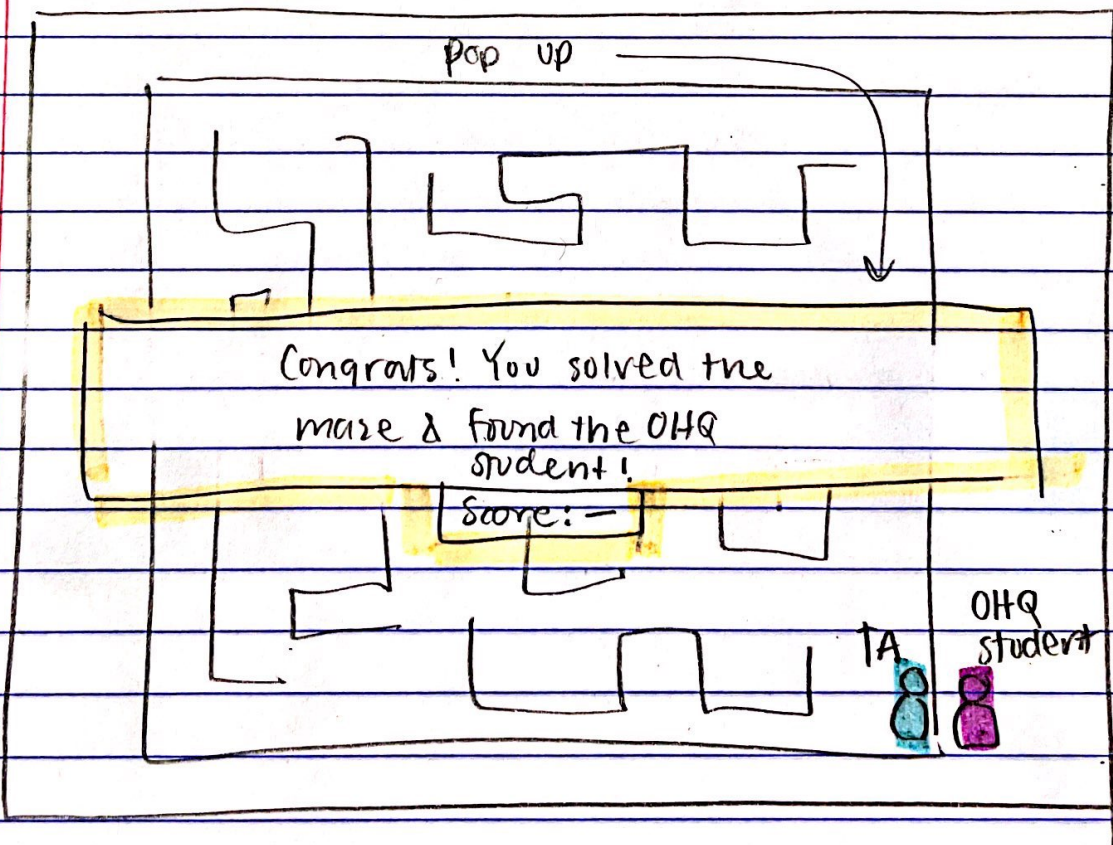 pop up
Congrats! You solved the
maze & found the OHQ
student!
Score: —
TA
OHQ
student